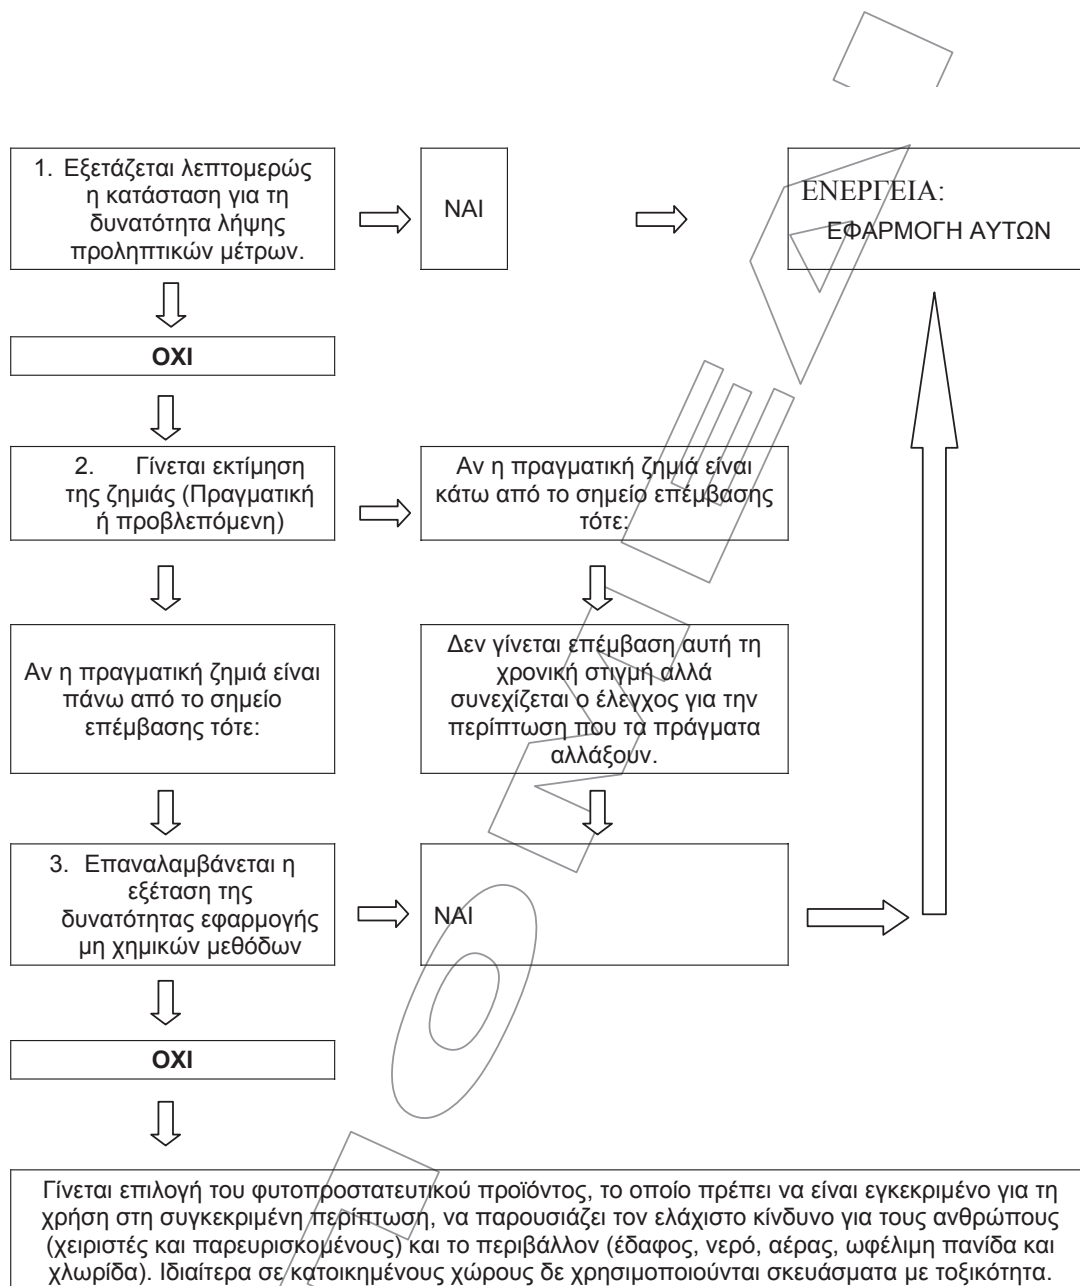 1. Εξετάζεται λεπτομερώς
η κατάσταση για τη
δυνατότητα λήψης
προληπτικών μέτρων.
ΝΑΙ
ΕΝΕΡΓΕΙΑ:
ΕΦΑΡΜΟΓΗ ΑΥΤΩΝ
ΟΧΙ
2. Γίνεται εκτίμηση
της ζημιάς (Πραγματική
ή προβλεπόμενη)
Αν η πραγματική ζημιά είναι
κάτω από το σημείο επέμβασης
τότε:
Αν η πραγματική ζημιά είναι
πάνω από το σημείο
επέμβασης τότε:
Δεν γίνεται επέμβαση αυτή τη
χρονική στιγμή αλλά
συνεχίζεται ο έλεγχος για την
περίπτωση που τα πράγματα
αλλάξουν.
3. Επαναλαμβάνεται η
εξέταση της
δυνατότητας εφαρμογής
μη χημικών μεθόδων
ΝΑΙ
ΟΧΙ
Γίνεται επιλογή του φυτοπροστατευτικού προϊόντος, το οποίο πρέπει να είναι εγκεκριμένο για τη
χρήση στη συγκεκριμένη περίπτωση, να παρουσιάζει τον ελάχιστο κίνδυνο για τους ανθρώπους
(χειριστές και παρευρισκομένους) και το περιβάλλον (έδαφος, νερό, αέρας, ωφέλιμη πανίδα και
χλωρίδα). Ιδιαίτερα σε κατοικημένους χώρους δε χρησιμοποιούνται σκευάσματα με τοξικότητα.